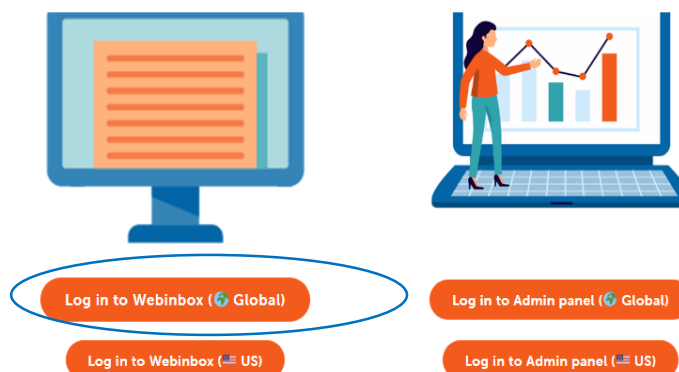 Log in to Webinbox (🌍 Global)
Log in to Admin panel (🌍 Global)
Log in to Webinbox (🇺🇸 US)
Log in to Admin panel (🇺🇸 US)